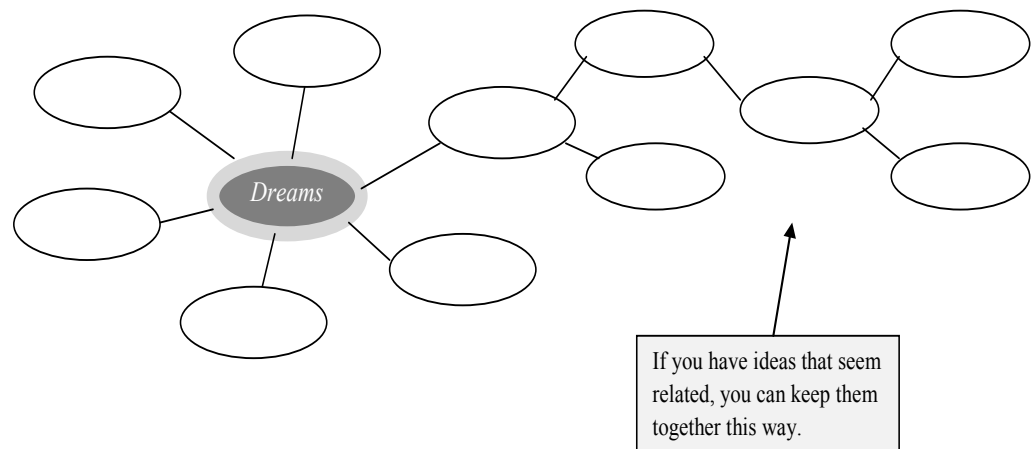 Dreams
If you have ideas that seem
related, you can keep them
together this way.